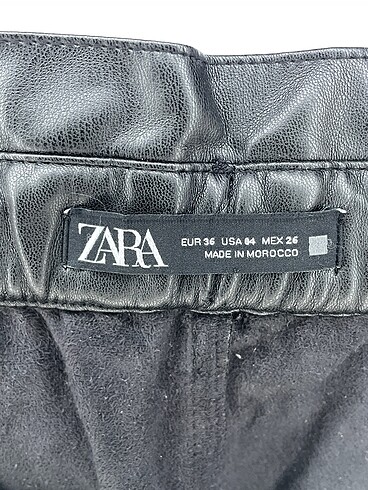 ZARA
EUR 36 USA 04 MEX 26
MADE IN MOROCCO